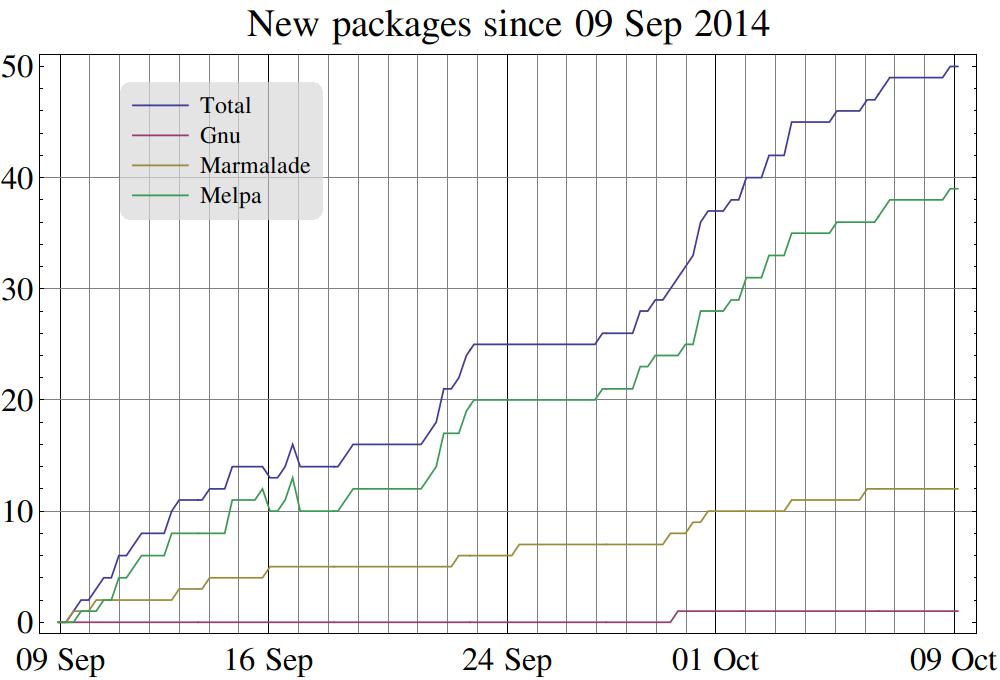 New packages since 09 Sep 2014
50
Total
Gnu
Marmalade
Melpa
40
30
20
10
0
09 Sep 16 Sep 24 Sep 01 Oct 09 Oct